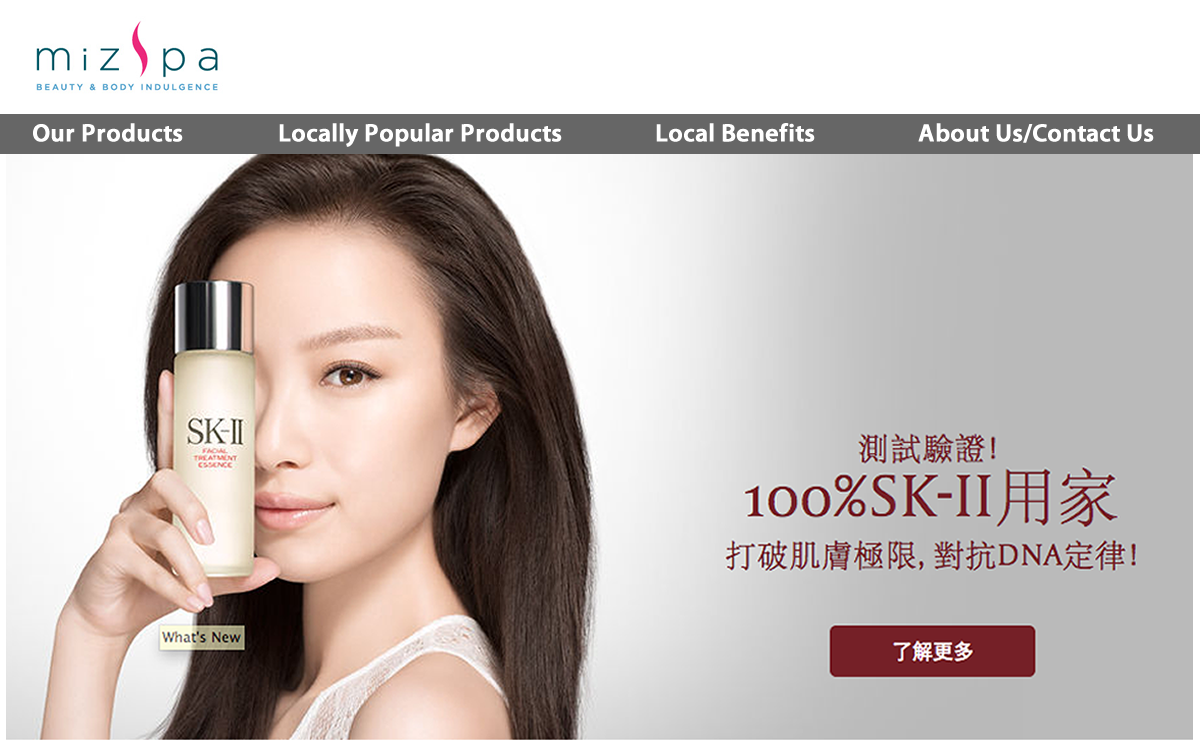 mizspa
BEAUTY & BODY INDULGENCE
Our Products
Locally Popular Products
Local Benefits
About Us/Contact Us
SK-II
FACIAL
TREATMENT
ESSENCE
測試驗證!
100%SK-II用家
打破肌膚極限, 對抗DNA定律!
What's New
了解更多